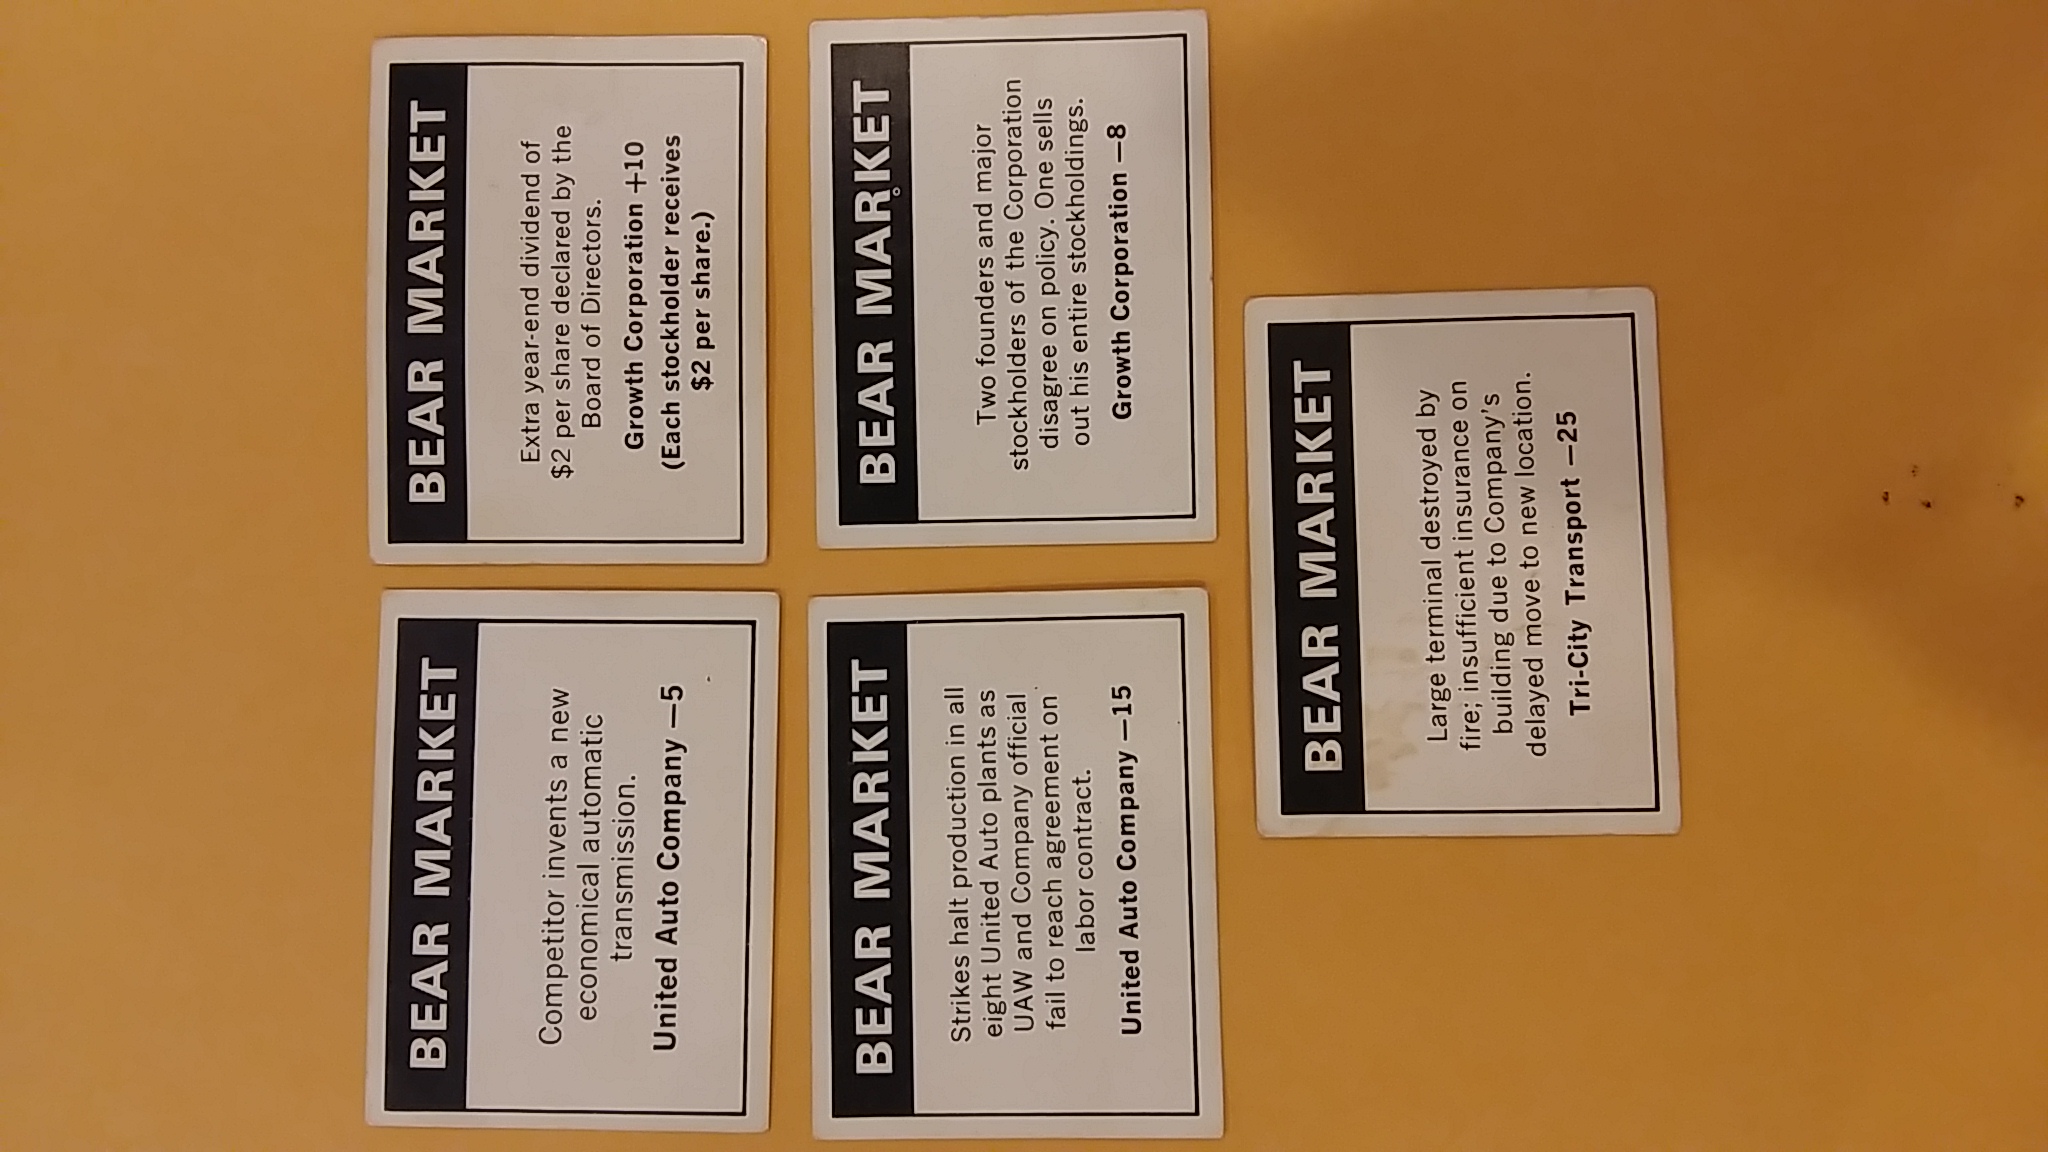 BEAR MARKET
Competitor invents a new
economical automatic
transmission.
United Auto Company —5
BEAR MARKET
Extra year-end dividend of
$2 per share declared by the
Board of Directors.
Growth Corporation +10
(Each stockholder receives
$2 per share.)
BEAR MARKET
Strikes halt production in all
eight United Auto plants as
UAW and Company official
fail to reach agreement on
labor contract.
United Auto Company —15
BEAR MARKET
Two founders and major
stockholders of the Corporation
disagree on policy. One sells
out his entire stockholdings.
Growth Corporation —8
BEAR MARKET
Large terminal destroyed by
fire; insufficient insurance on
building due to Company's
delayed move to new location.
Tri-City Transport —25